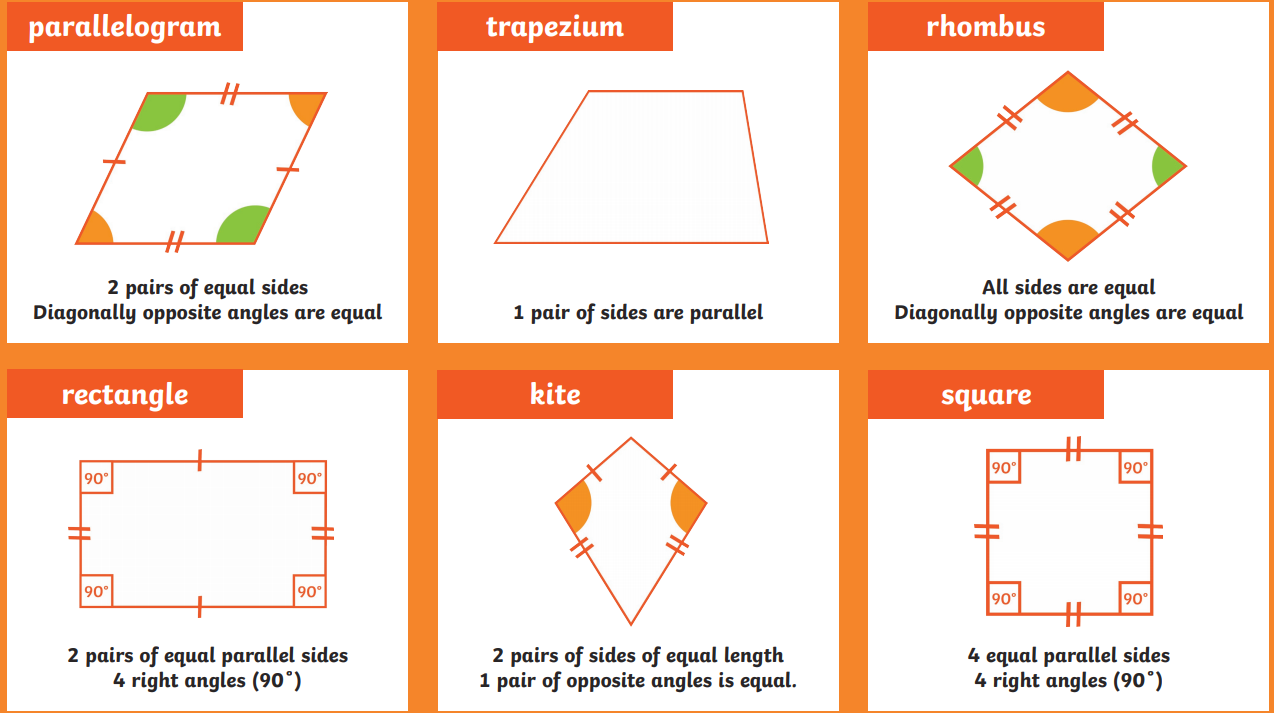 parallelogram
2 pairs of equal sides
Diagonally opposite angles are equal
trapezium
1 pair of sides are parallel
rhombus
All sides are equal
Diagonally opposite angles are equal
rectangle
90°
90°
90°
90°
2 pairs of equal parallel sides
4 right angles (90°)
kite
2 pairs of sides of equal length
1 pair of opposite angles is equal.
square
90°
90°
90°
90°
4 equal parallel sides
4 right angles (90°)